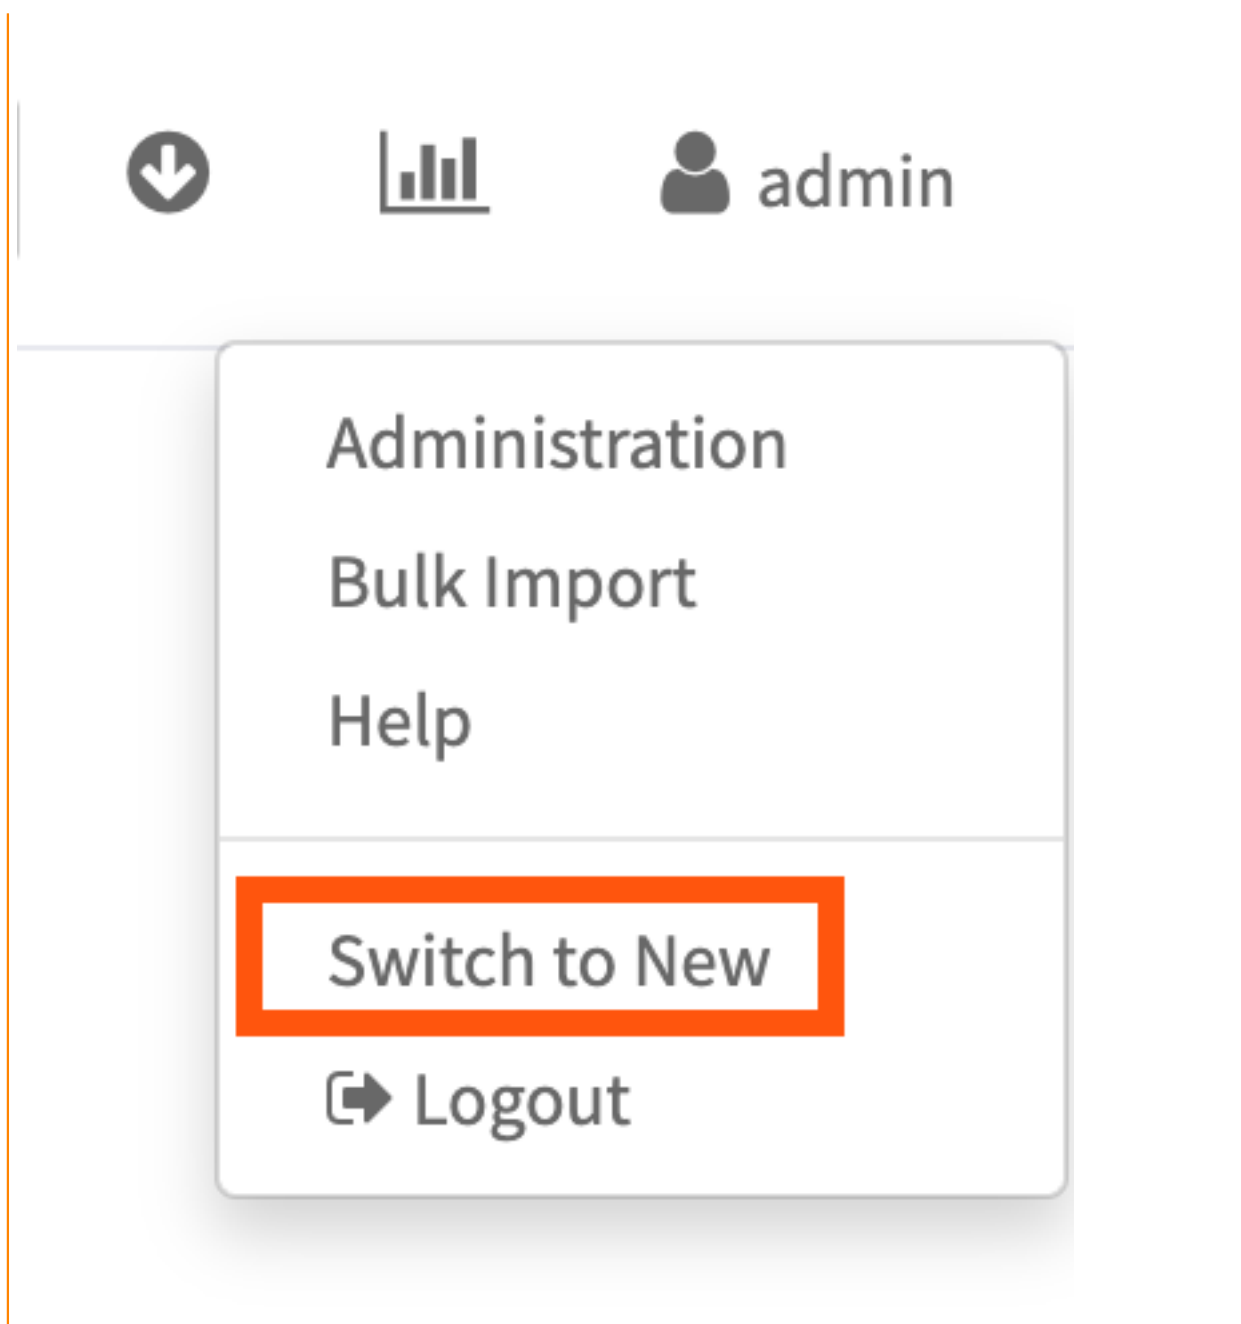 admin
Administration
Bulk Import
Help
Switch to New
Logout